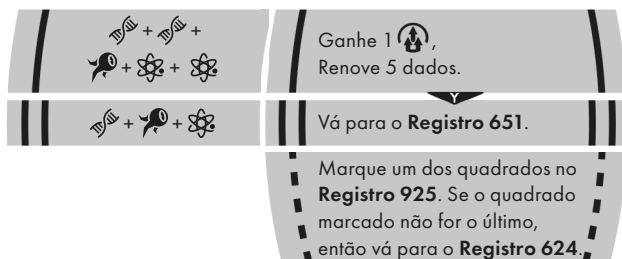 + +
+ +
Ganhe 1 ,
Renove 5 dados.
Y
+ +
Vá para o Registro 651.
Marque um dos quadrados no
Registro 925. Se o quadrado
marcado não for o último,
então vá para o Registro 624.